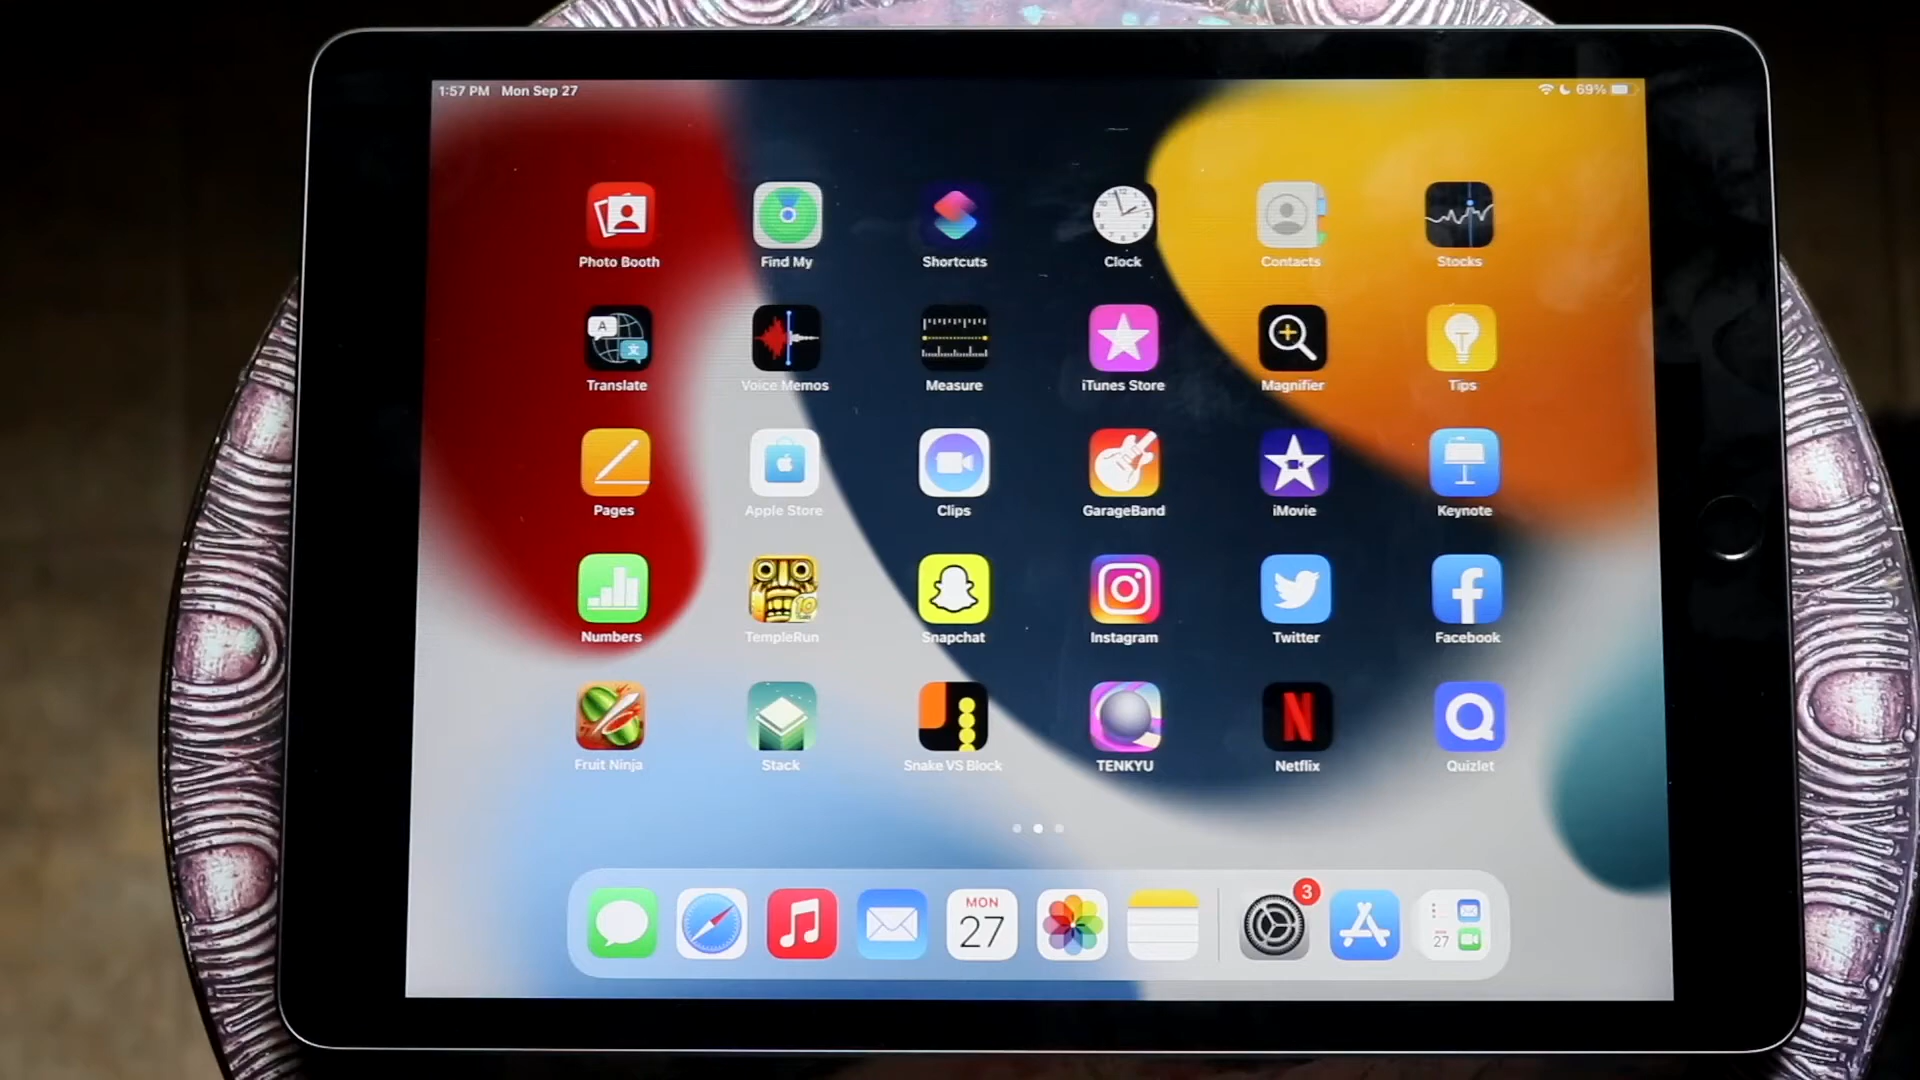 1:57 PM Mon Sep 27 69%
Photo Booth Find My Shortcuts Clock Contacts Stocks
Translate Voice Memos Measure iTunes Store Magnifier Tips
Pages Apple Store Clips GarageBand iMovie Keynote
Numbers TempleRun Snapchat Instagram Twitter Facebook
Fruit Ninja Stack Snake VS Block TENKYU Netflix Quizlet
MON
27
3
27